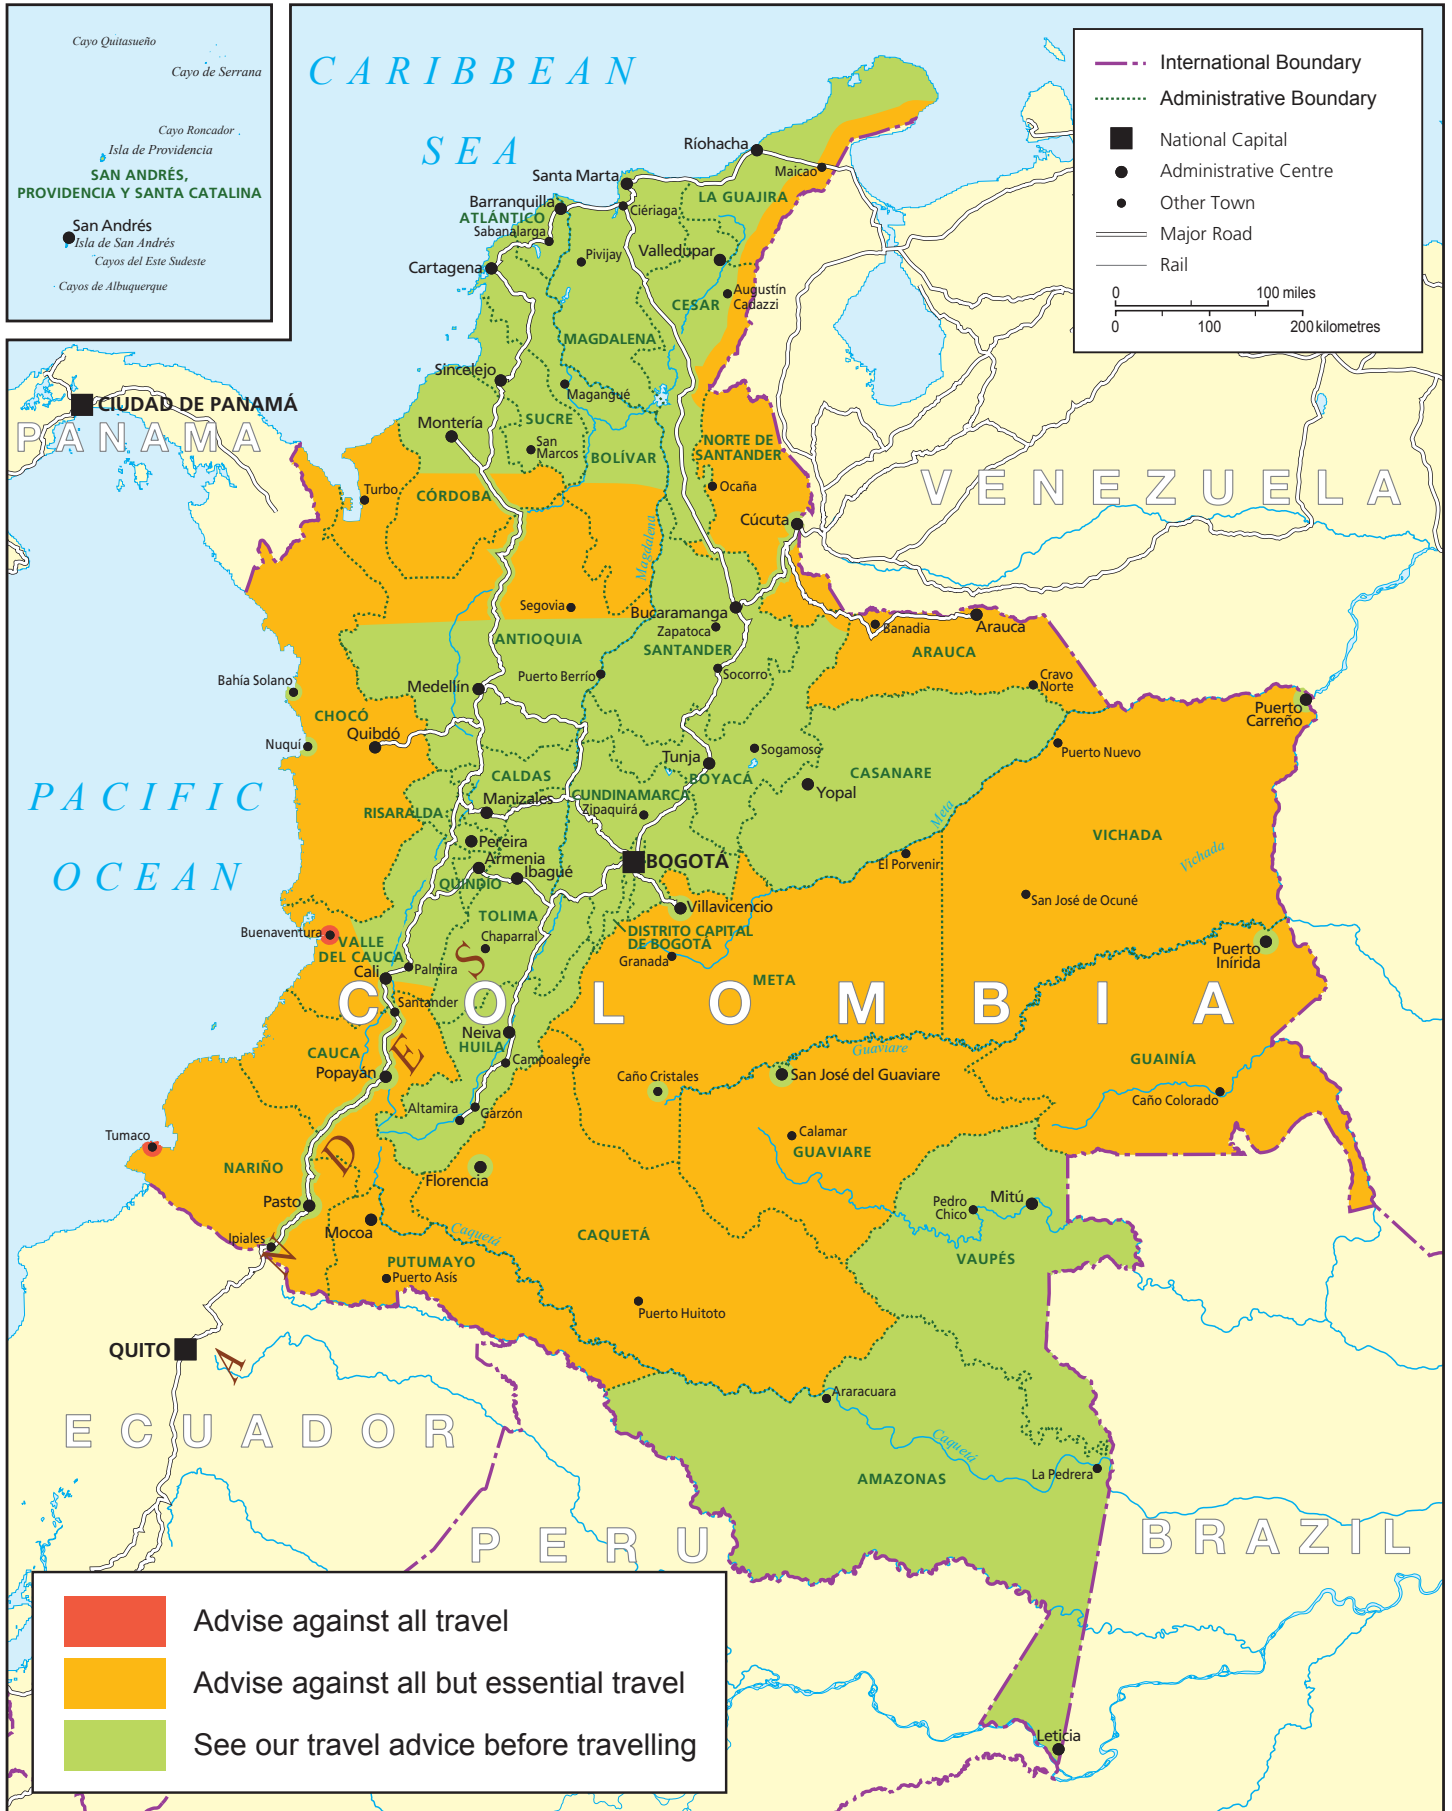 Cayo Quitasueño
Cayo de Serrana
Cayo Roncador
Isla de Providencia
SAN ANDRÉS,
PROVIDENCIA Y SANTA CATALINA
San Andrés
Isla de San Andrés
Cayos del Este Sudeste
Cayos de Albuquerque
CARIBBEAN
SEA
International Boundary
Administrative Boundary
National Capital
Administrative Centre
Other Town
Major Road
Rail
0 100 miles
0 100 200 kilometres
Ríohacha
Maicao
Santa Marta
LA GUAJIRA
Barranquilla
Ciériaga
ATLÁNTICO
Sabanalarga
Pivijay
Valledupar
Cartagena
Augustín
Cadazzi
CESAR
MAGDALENA
Sincelejo
Magangué
CIUDAD DE PANAMÁ
PANAMA
SUCRE
Montería
San
Marcos
BOLÍVAR
NORTE DE
SANTANDER
VENEZUELA
Turbo
CÓRDOBA
Ocaña
Cúcuta
Magdalena
Segovia
Bucaramanga
Zapatoca
Banadia
Arauca
ANTIOQUIA
SANTANDER
ARAUCA
Bahía Solano
Medellín
Puerto Berrío
Socorro
Cravo
Norte
Puerto
Carreño
CHOCÓ
Quibdó
Nuquí
Tunja
Sogamoso
Puerto Nuevo
PACIFIC
OCEAN
CALDAS
BOYACÁ
CASANARE
Yopal
Manizales
CUNDINAMARCA
Zipaquirá
RISARALDA
Meta
VICHADA
Pereira
Armenia
Ibagué
BOGOTÁ
El Porvenir
Vichada
QUINDIO
San José de Ocuné
TOLIMA
Villavicencio
Buenaventura
VALLE
DEL CAUCA
Chaparral
DISTRITO CAPITAL
DE BOGOTÁ
Granada
Puerto
Inírida
Cali
Palmira
META
Santander
COLOMBIA
Neiva
HUILA
Guaviare
CAUCA
Popayán
Campoalegre
GUAINÍA
Caño Cristales
San José del Guaviare
Caño Colorado
Altamira
Garzón
Tumaco
Calamar
GUAVIARE
NARIÑO
Florencia
Pedro
Chico
Mitú
Pasto
Mocoa
Caquetá
CAQUETÁ
Ipiales
VAUPÉS
PUTUMAYO
Puerto Asís
Puerto Huitoto
ANDES
QUITO
Araracuara
ECUADOR
Caquetá
AMAZONAS
La Pedrera
PERU
BRAZIL
Leticia
Advise against all travel
Advise against all but essential travel
See our travel advice before travelling